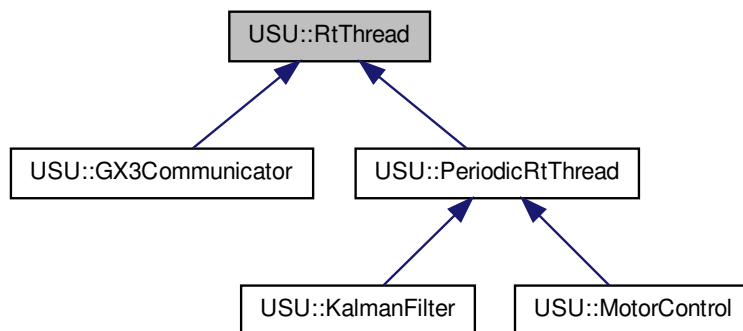 USU::RtThread
USU::GX3Communicator
USU::PeriodicRtThread
USU::KalmanFilter
USU::MotorControl